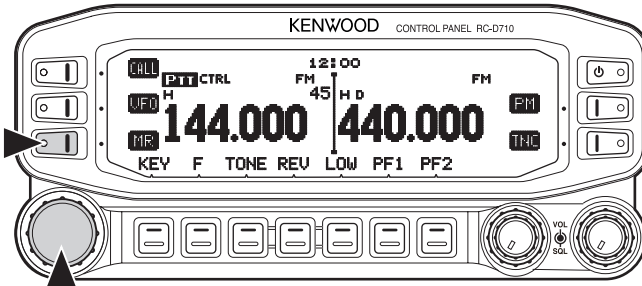 KENWOOD CONTROL PANEL RC-D710
12:00
CALL PTT CTRL FM FM
VFO H 45 H D PM
MR 144.000 440.000 TNC
KEY F TONE REV LOW PF1 PF2
VOL
SQL